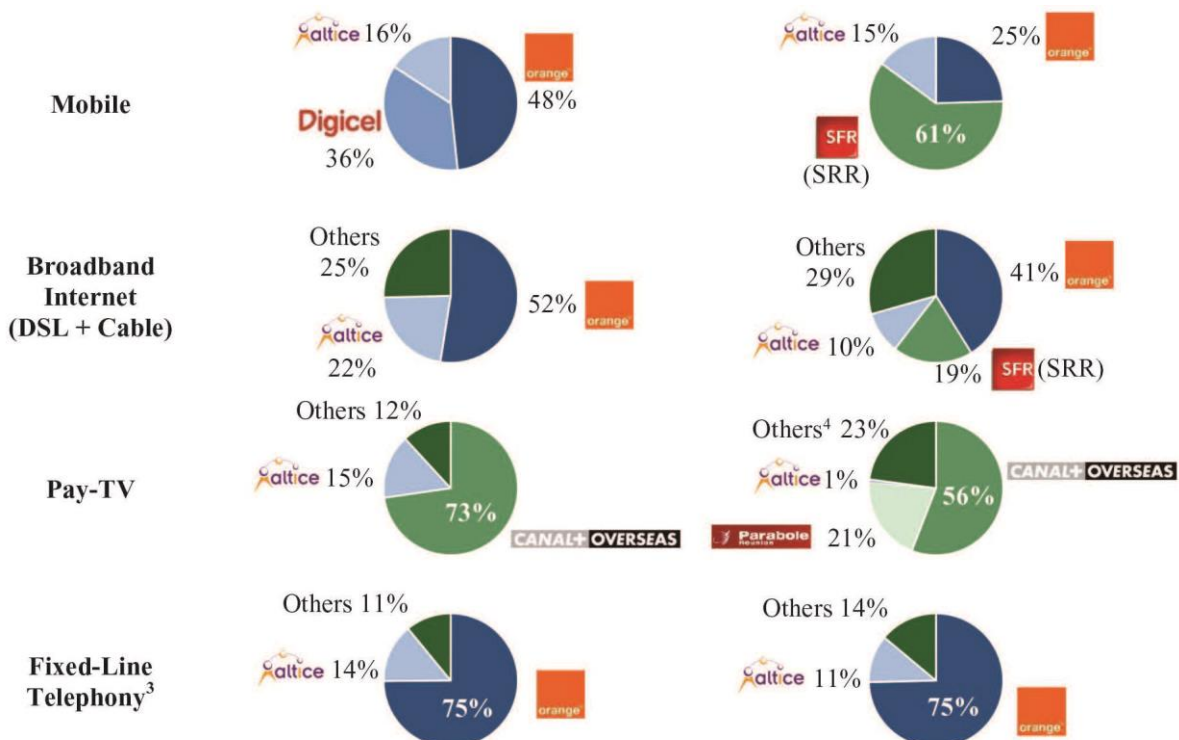 altice 16%
orange
48%
Digicel
36%
Mobile
altice 15%
25% orange
61%
SFR
(SRR)
Others
25%
52% orange
altice
22%
Broadband
Internet
(DSL + Cable)
Others
29%
41% orange
altice 10%
19% SFR (SRR)
Others 12%
altice 15%
73%
CANAL+ OVERSEAS
Pay-TV
Others⁴ 23%
altice 1%
56%
CANAL+ OVERSEAS
Parabole
Réunion
21%
Others 11%
altice 14%
75%
orange
Fixed-Line
Telephony³
Others 14%
altice 11%
75%
orange